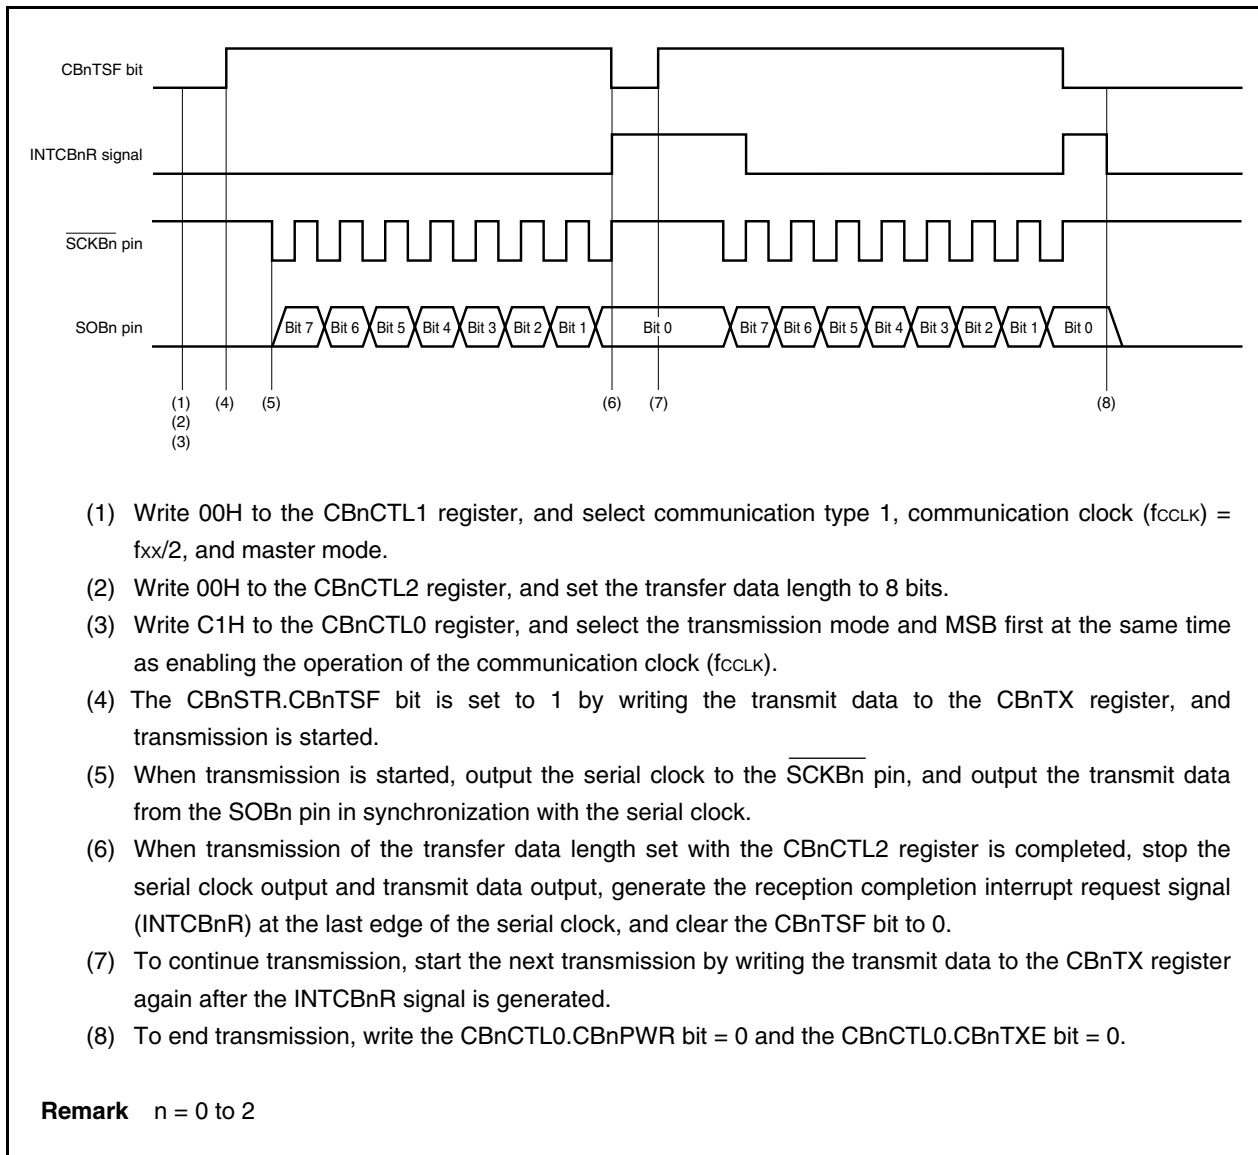 CBnTSF bit
INTCBnR signal
SCKBn pin
SOBn pin
Bit 7 Bit 6 Bit 5 Bit 4 Bit 3 Bit 2 Bit 1 Bit 0 Bit 7 Bit 6 Bit 5 Bit 4 Bit 3 Bit 2 Bit 1 Bit 0
(1) (4) (5) (6) (7) (8)
(2)
(3)
(1) Write 00H to the CBnCTL1 register, and select communication type 1, communication clock (fCCLK) =
fxx/2, and master mode.
(2) Write 00H to the CBnCTL2 register, and set the transfer data length to 8 bits.
(3) Write C1H to the CBnCTL0 register, and select the transmission mode and MSB first at the same time
as enabling the operation of the communication clock (fCCLK).
(4) The CBnSTR.CBnTSF bit is set to 1 by writing the transmit data to the CBnTX register, and
transmission is started.
(5) When transmission is started, output the serial clock to the SCKBn pin, and output the transmit data
from the SOBn pin in synchronization with the serial clock.
(6) When transmission of the transfer data length set with the CBnCTL2 register is completed, stop the
serial clock output and transmit data output, generate the reception completion interrupt request signal
(INTCBnR) at the last edge of the serial clock, and clear the CBnTSF bit to 0.
(7) To continue transmission, start the next transmission by writing the transmit data to the CBnTX register
again after the INTCBnR signal is generated.
(8) To end transmission, write the CBnCTL0.CBnPWR bit = 0 and the CBnCTL0.CBnTXE bit = 0.
Remark n = 0 to 2